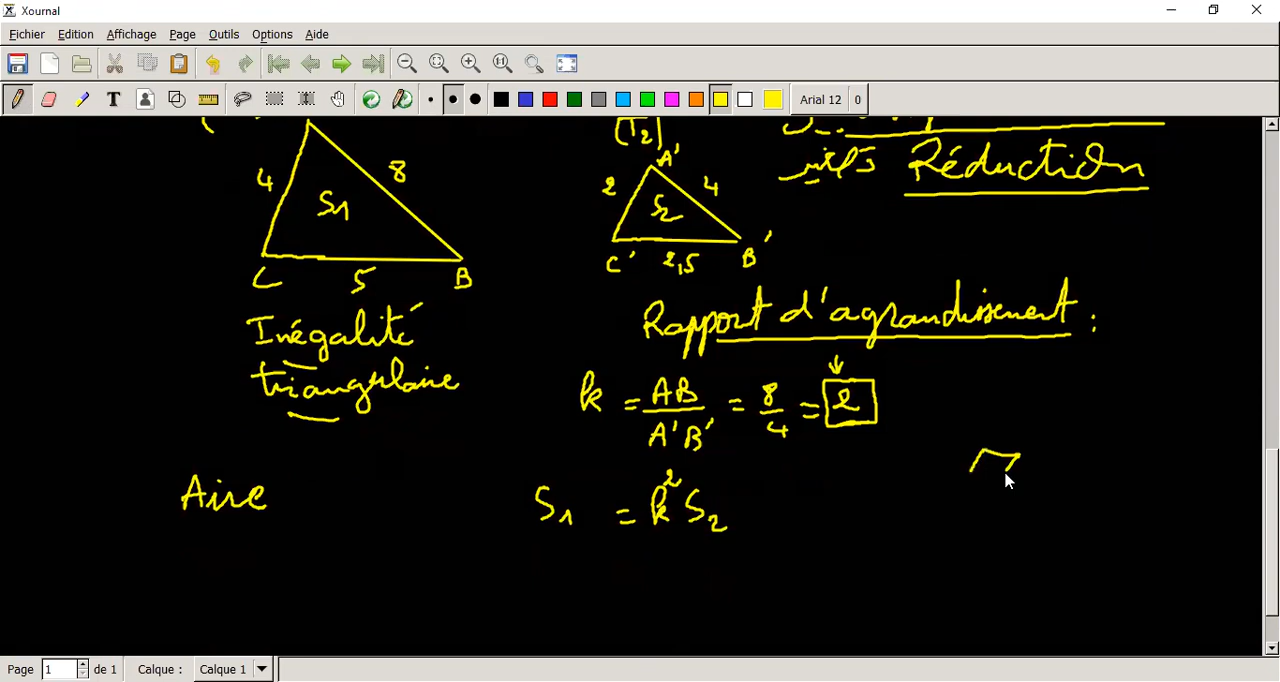 Xournal
Fichier Edition Affichage Page Outils Options Aide
T Arial 12 0
(T2)
A'
4 8 2 4
S1 S2
Réduction
C 5 B C' 2,5 B'
Rapport d'agrandissement :
Inégalité
triangulaire
k = AB/A'B' = 8/4 = 2
Aire S1 = k² S2
Page 1 de 1 Calque : Calque 1